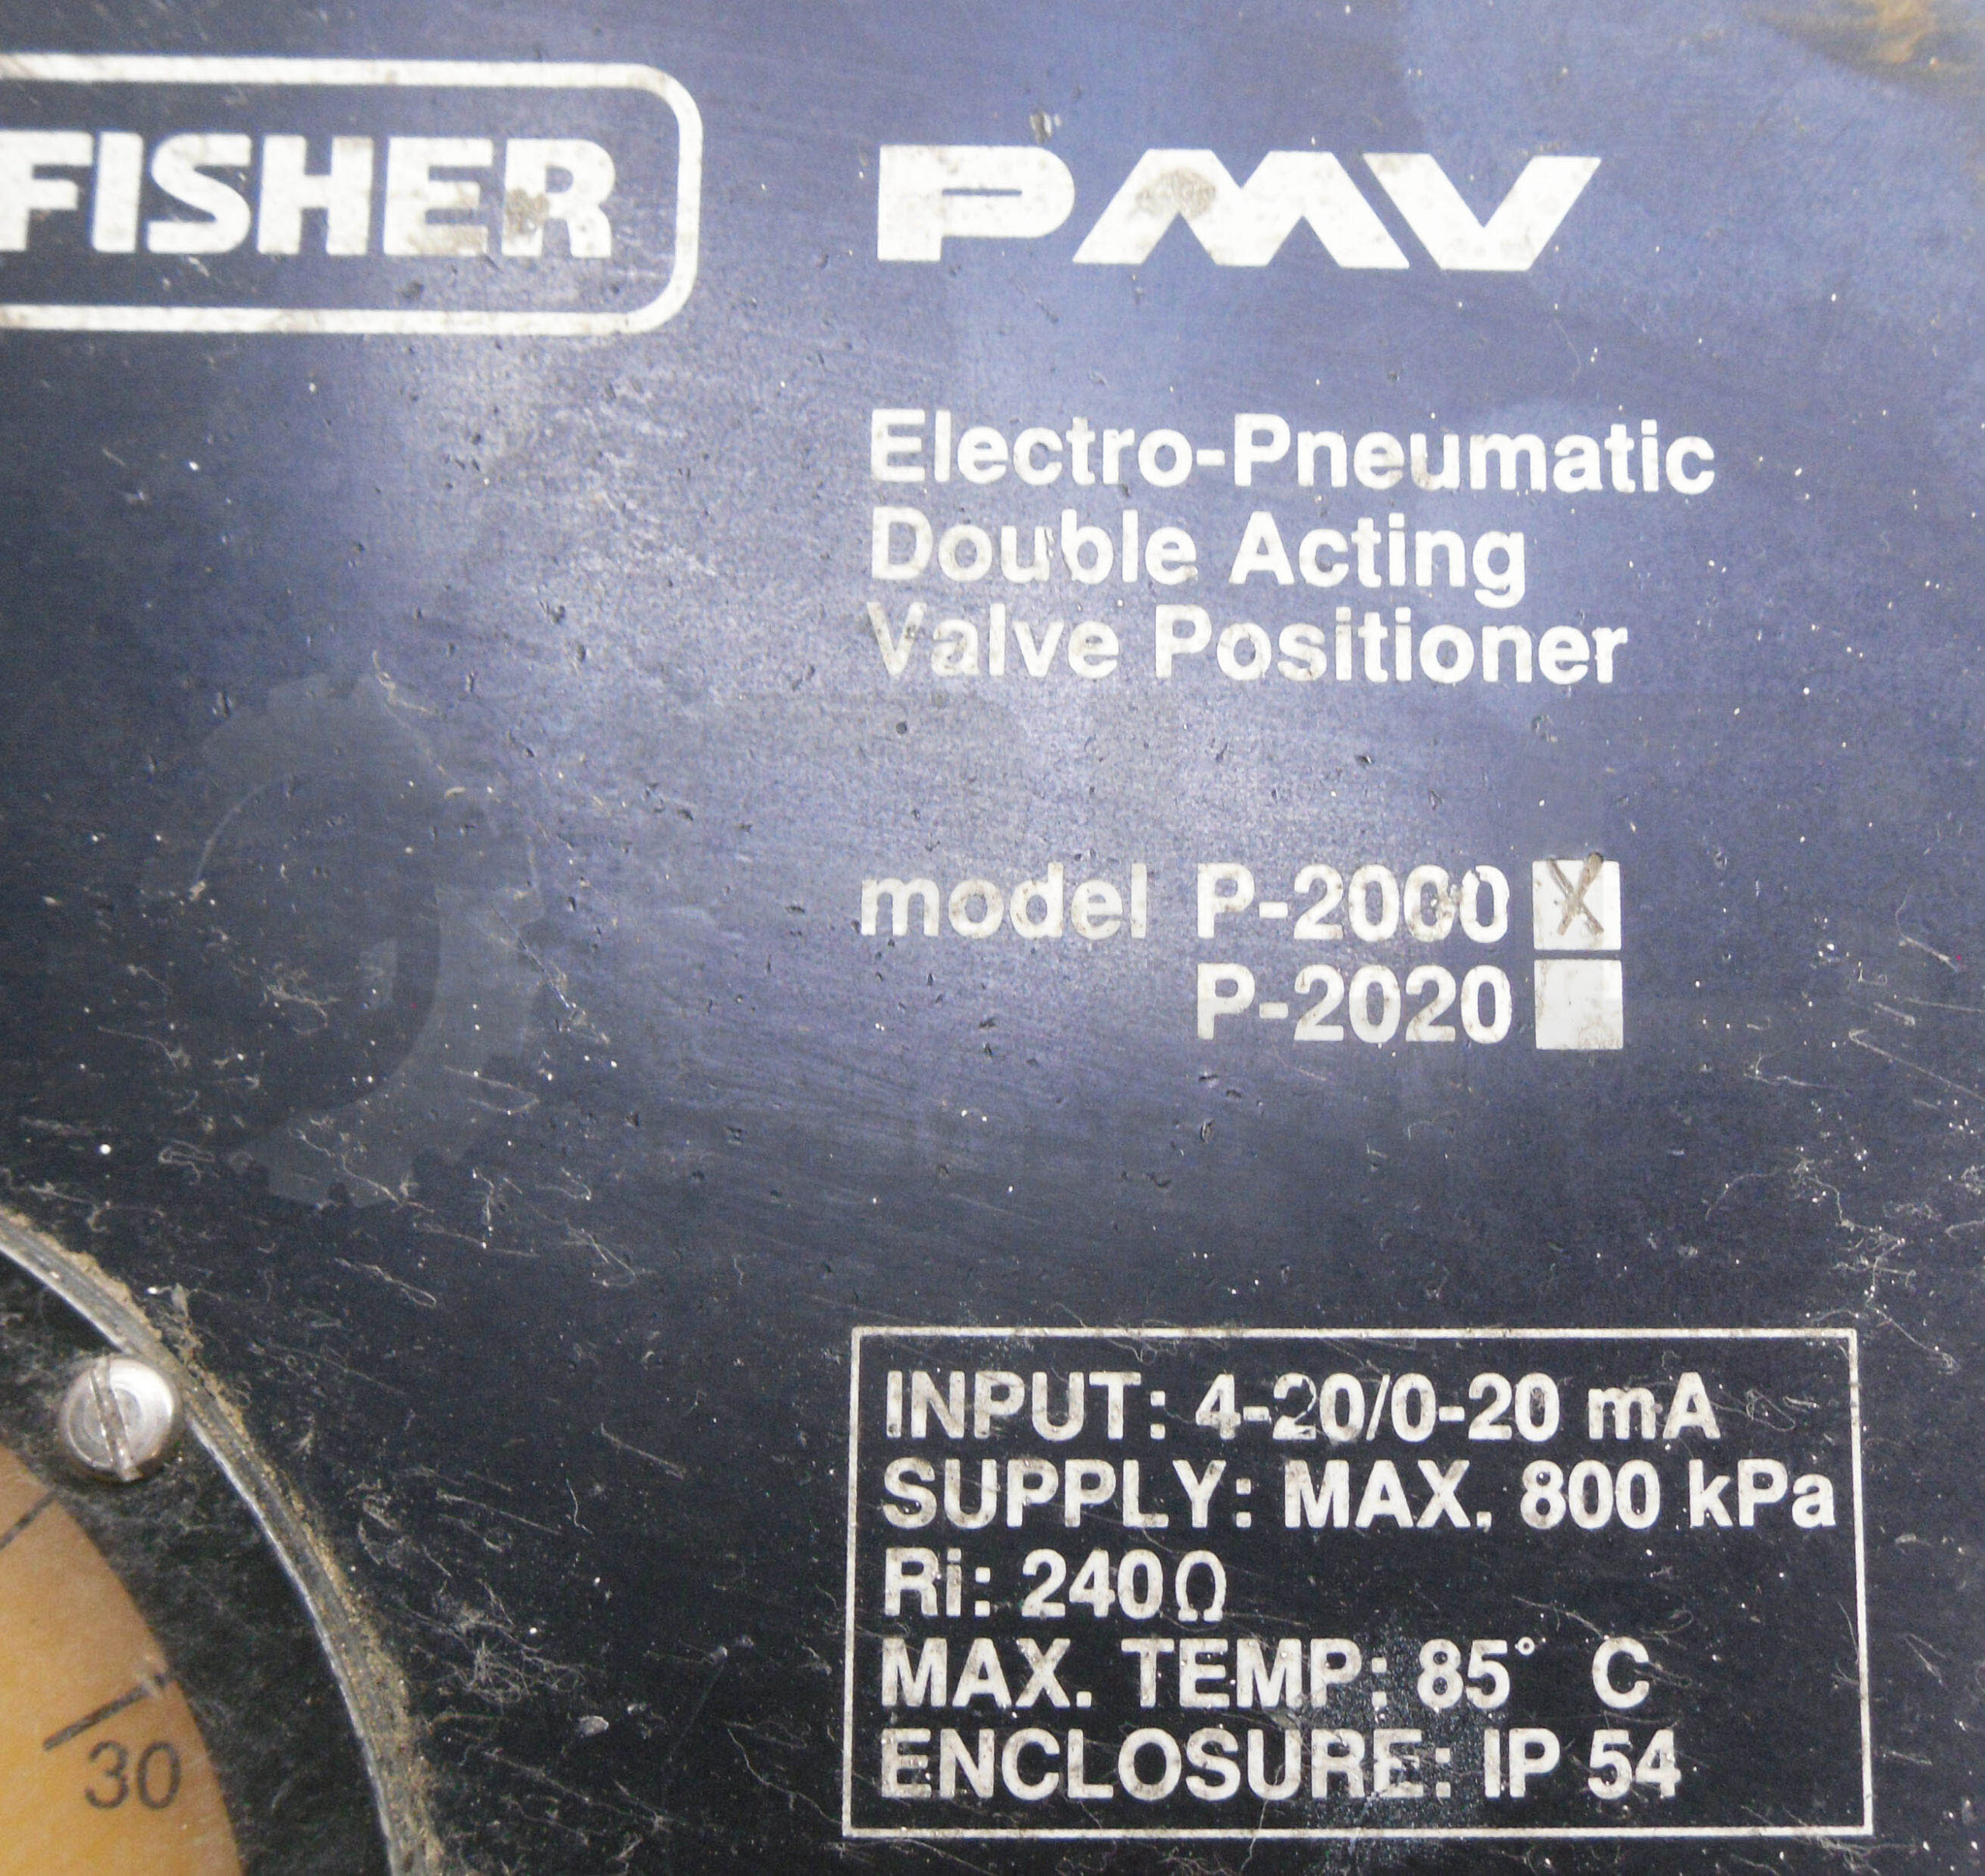 FISHER
PMV
Electro-Pneumatic
Double Acting
Valve Positioner
model P-2000 X
P-2020
INPUT: 4-20/0-20 mA
SUPPLY: MAX. 800 kPa
Ri: 240Ω
MAX. TEMP: 85° C
ENCLOSURE: IP 54
30